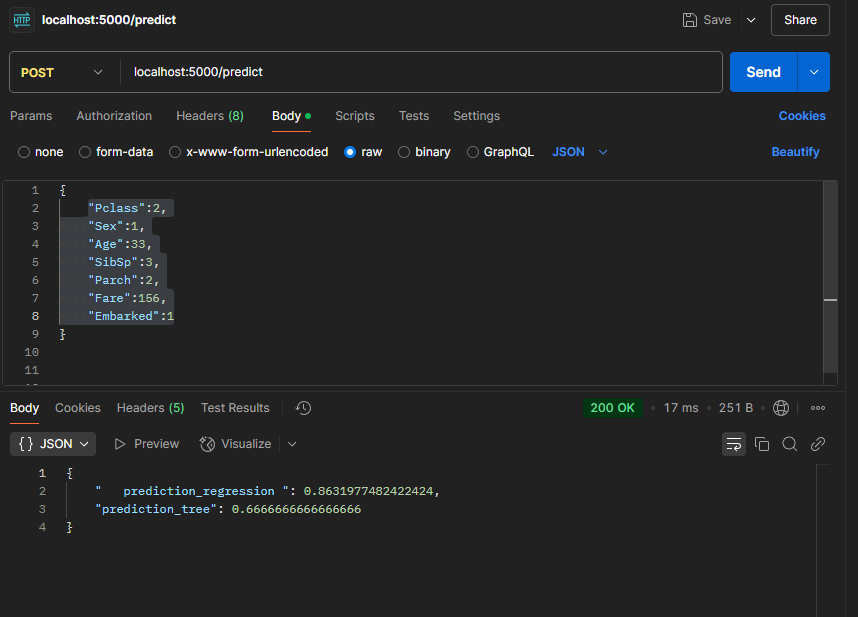 HTTP localhost:5000/predict Save Share
POST localhost:5000/predict Send
Params Authorization Headers (8) Body Scripts Tests Settings Cookies
none form-data x-www-form-urlencoded raw binary GraphQL JSON Beautify
1 {
2 "Pclass":2,
3 "Sex":1,
4 "Age":33,
5 "SibSp":3,
6 "Parch":2,
7 "Fare":156,
8 "Embarked":1
9 }
10
11
Body Cookies Headers (5) Test Results 200 OK • 17 ms • 251 B
{} JSON Preview Visualize
1 {
2 "   prediction_regression ": 0.8631977482422424,
3 "prediction_tree": 0.6666666666666666
4 }